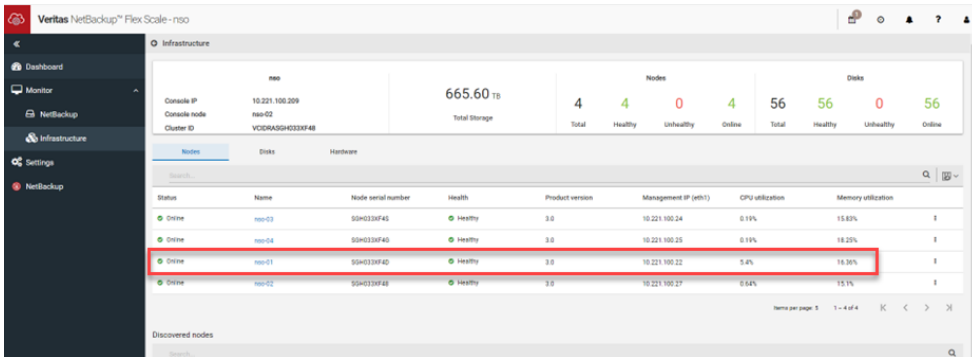 Veritas NetBackup™ Flex Scale - nso
1
?
Dashboard
Monitor
NetBackup
Infrastructure
Settings
NetBackup
Infrastructure
nso
Console IP 10.221.100.209
Console node nso-02
Cluster ID VCIDRASGH033XF48
665.60 TB
Total Storage
Nodes
4 4 0 4
Total Healthy Unhealthy Online
Disks
56 56 0 56
Total Healthy Unhealthy Online
Nodes Disks Hardware
Search...
Status Name Node serial number Health Product version Management IP (eth1) CPU utilization Memory utilization
Online nso-03 SGH033XF4S Healthy 3.0 10.221.100.24 0.19% 15.83%
Online nso-04 SGH033XF4G Healthy 3.0 10.221.100.25 0.19% 18.25%
Online nso-01 SGH033XF4D Healthy 3.0 10.221.100.22 5.4% 16.36%
Online nso-02 SGH033XF48 Healthy 3.0 10.221.100.27 0.64% 15.1%
Items per page: 5 1 – 4 of 4
Discovered nodes
Search...